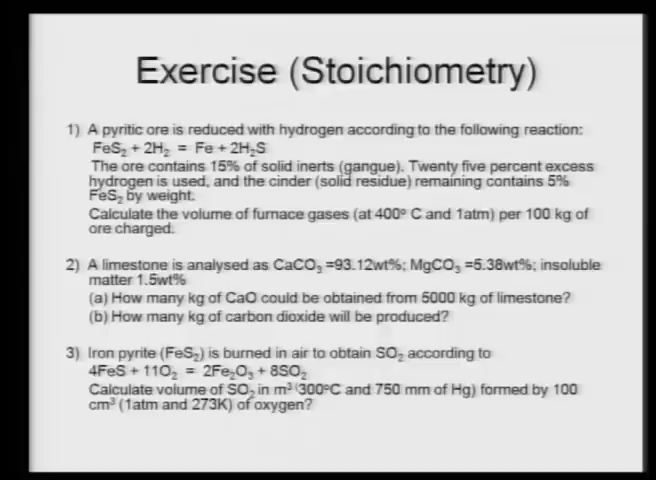 Exercise (Stoichiometry)
1) A pyritic ore is reduced with hydrogen according to the following reaction:
FeS₂ + 2H₂ = Fe + 2H₂S
The ore contains 15% of solid inerts (gangue). Twenty five percent excess
hydrogen is used, and the cinder (solid residue) remaining contains 5%
FeS₂ by weight.
Calculate the volume of furnace gases (at 400º C and 1atm) per 100 kg of
ore charged.
2) A limestone is analysed as CaCO₃ =93.12wt%; MgCO₃ =5.38wt%; insoluble
matter 1.5wt%
(a) How many kg of CaO could be obtained from 5000 kg of limestone?
(b) How many kg of carbon dioxide will be produced?
3) Iron pyrite (FeS₂) is burned in air to obtain SO₂ according to
4FeS + 11O₂ = 2Fe₂O₃ + 8SO₂
Calculate volume of SO₂ in m³ (300ºC and 750 mm of Hg) formed by 100
cm³ (1atm and 273K) of oxygen?